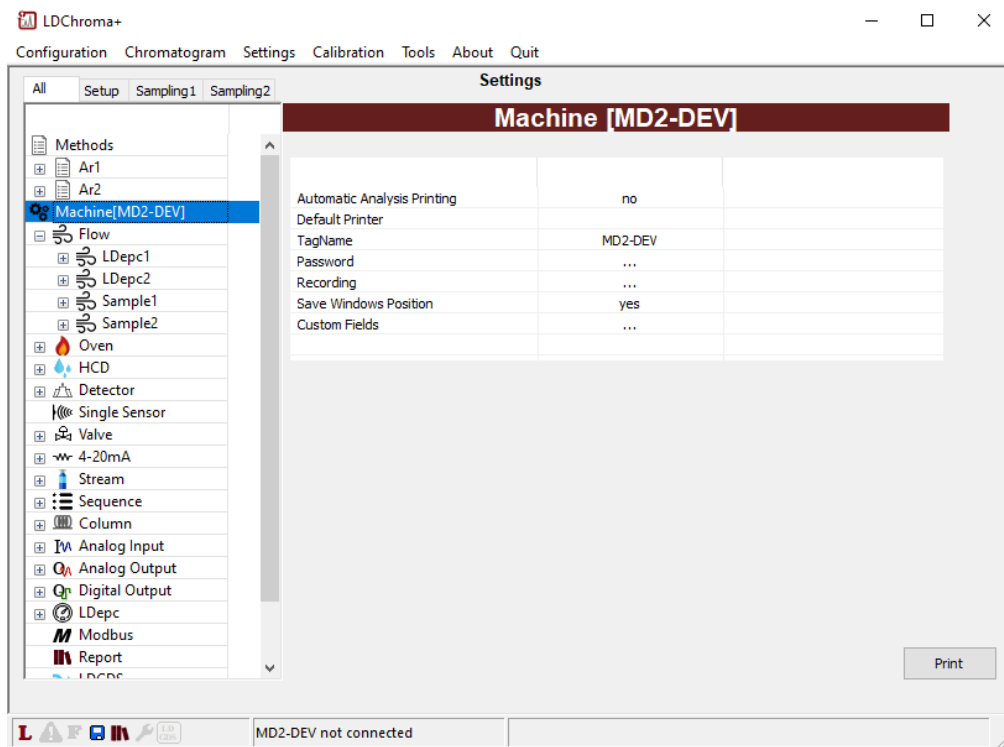 LDChroma+
Configuration Chromatogram Settings Calibration Tools About Quit
All Setup Sampling1 Sampling2
Settings
Machine [MD2-DEV]
Methods
Ar1
Ar2
Machine[MD2-DEV]
Flow
LDepc1
LDepc2
Sample1
Sample2
Oven
HCD
Detector
Single Sensor
Valve
4-20mA
Stream
Sequence
Column
Analog Input
Analog Output
Digital Output
LDepc
Modbus
Report
LDGDS
Automatic Analysis Printing no
Default Printer
TagName MD2-DEV
Password ...
Recording ...
Save Windows Position yes
Custom Fields ...
Print
L F LD GDS
MD2-DEV not connected